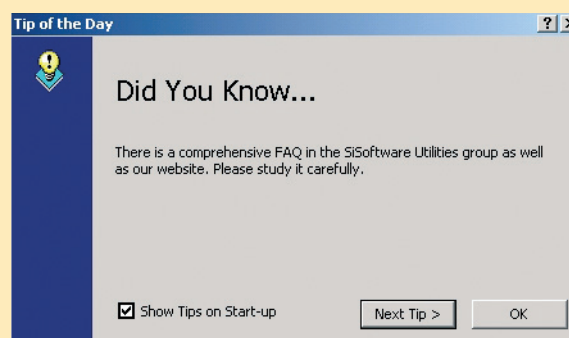 Tip of the Day
Did You Know...
There is a comprehensive FAQ in the SiSoftware Utilities group as well
as our website. Please study it carefully.
Show Tips on Start-up
Next Tip >
OK